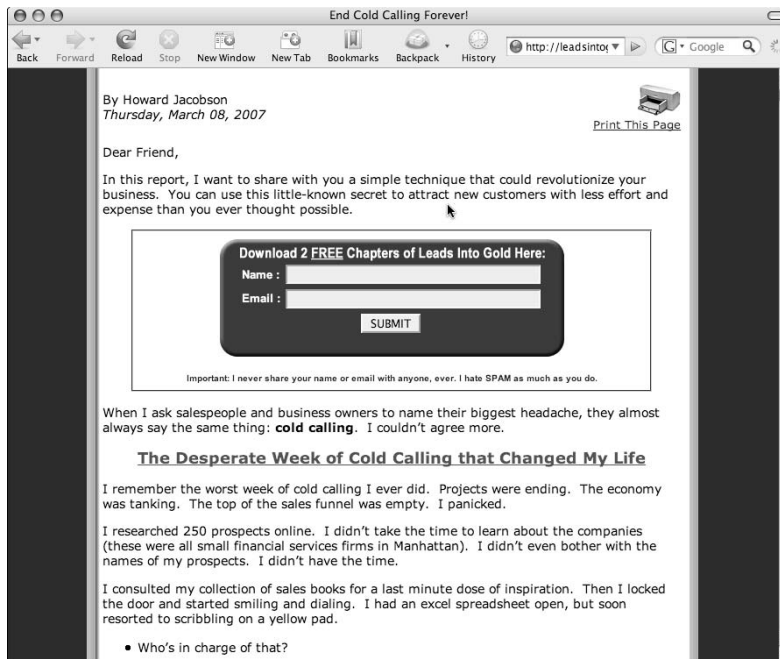 End Cold Calling Forever!
Back Forward Reload Stop New Window New Tab Bookmarks Backpack History http://leadsintog Google
By Howard Jacobson
Thursday, March 08, 2007
Print This Page
Dear Friend,
In this report, I want to share with you a simple technique that could revolutionize your
business. You can use this little-known secret to attract new customers with less effort and
expense than you ever thought possible.
Download 2 FREE Chapters of Leads Into Gold Here:
Name :
Email :
SUBMIT
Important: I never share your name or email with anyone, ever. I hate SPAM as much as you do.
When I ask salespeople and business owners to name their biggest headache, they almost
always say the same thing: cold calling. I couldn't agree more.
The Desperate Week of Cold Calling that Changed My Life
I remember the worst week of cold calling I ever did. Projects were ending. The economy
was tanking. The top of the sales funnel was empty. I panicked.
I researched 250 prospects online. I didn't take the time to learn about the companies
(these were all small financial services firms in Manhattan). I didn't even bother with the
names of my prospects. I didn't have the time.
I consulted my collection of sales books for a last minute dose of inspiration. Then I locked
the door and started smiling and dialing. I had an excel spreadsheet open, but soon
resorted to scribbling on a yellow pad.
• Who's in charge of that?